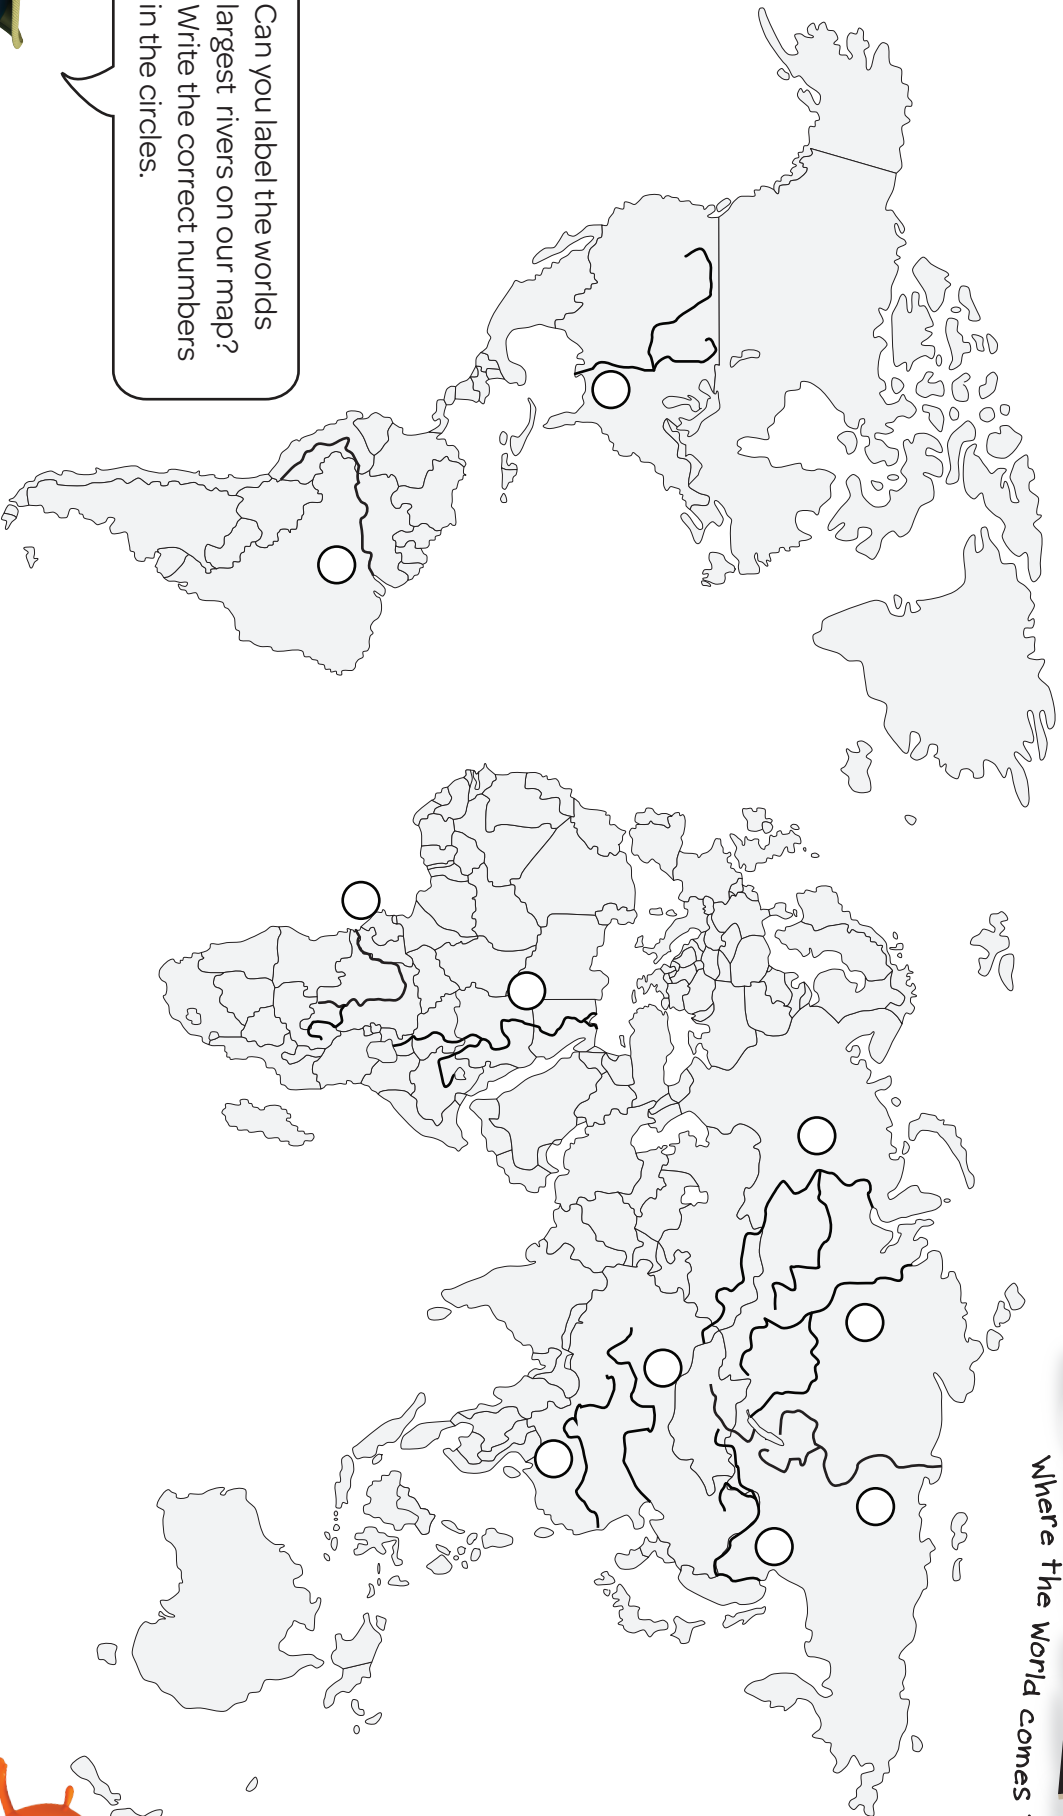 Can you label the worlds
largest rivers on our map?
Write the correct numbers
in the circles.
Where the World comes